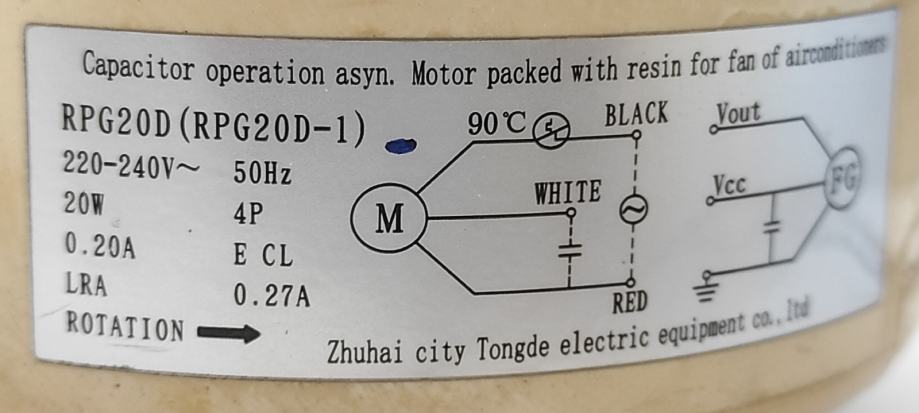 Capacitor operation asyn. Motor packed with resin for fan of airconditioners
RPG20D(RPG20D-1)
220-240V～ 50Hz
20W 4P
0.20A E CL
LRA 0.27A
ROTATION
90℃
BLACK
WHITE
M
RED
Vout
Vcc
FG
Zhuhai city Tongde electric equipment co., ltd